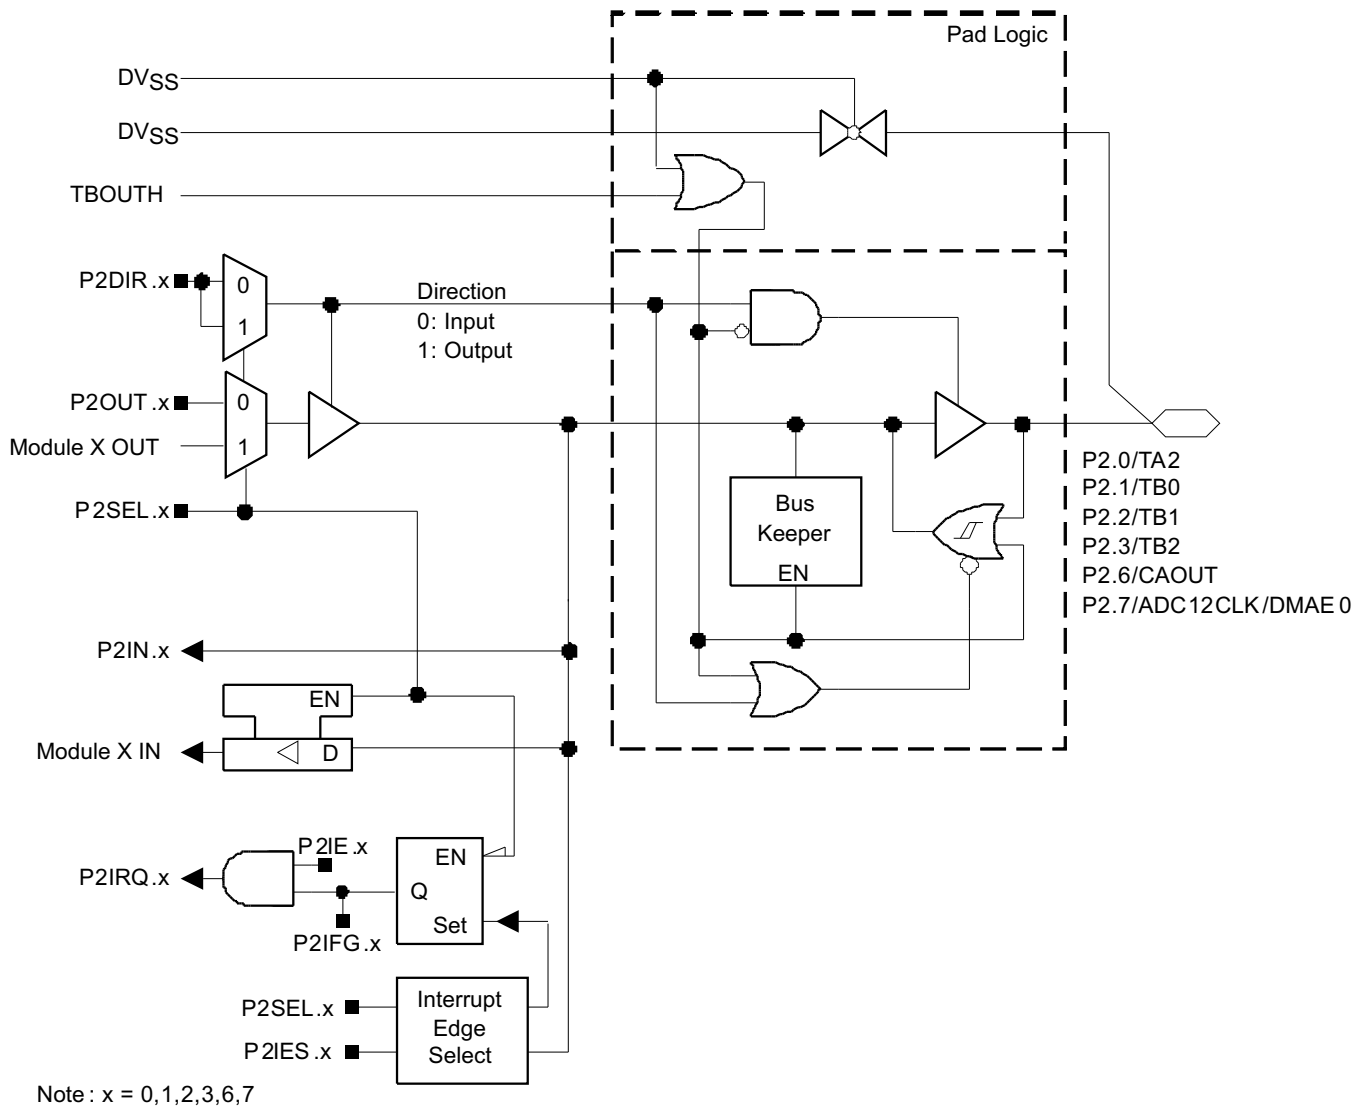 Pad Logic
DVSS
DVSS
TBOUTH
P2DIR.x
0
1
Direction
0: Input
1: Output
P2OUT.x
0
Module X OUT
1
P2SEL.x
Bus
Keeper
EN
P2.0/TA2
P2.1/TB0
P2.2/TB1
P2.3/TB2
P2.6/CAOUT
P2.7/ADC12CLK/DMAE0
P2IN.x
EN
Module X IN
D
P2IE.x
P2IRQ.x
EN
Q
Set
P2IFG.x
P2SEL.x
P2IES.x
Interrupt
Edge
Select
Note: x = 0,1,2,3,6,7